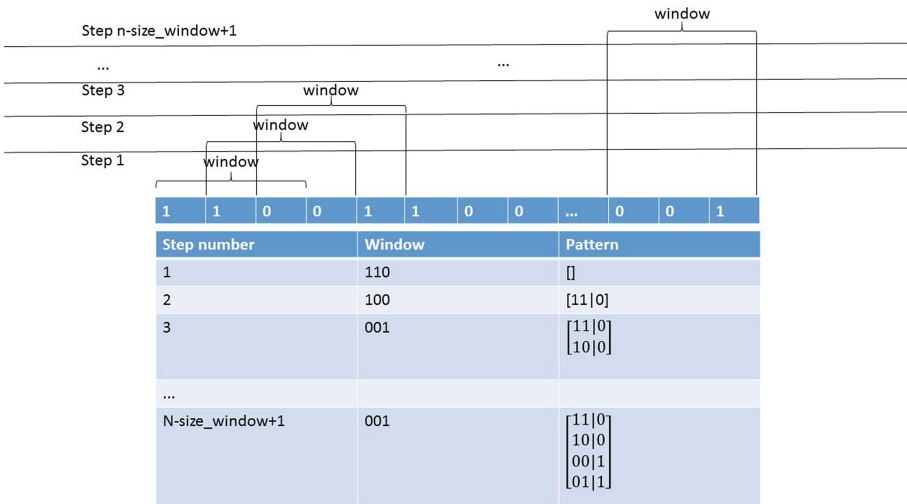 window
Step n-size_window+1
...
...
Step 3
window
Step 2
window
Step 1
window
1 1 0 0 1 1 0 0 ... 0 0 1
Step number Window Pattern
1 110 []
2 100 [11|0]
3 001 [11|0
10|0]
...
N-size_window+1 001 [11|0
10|0
00|1
01|1]